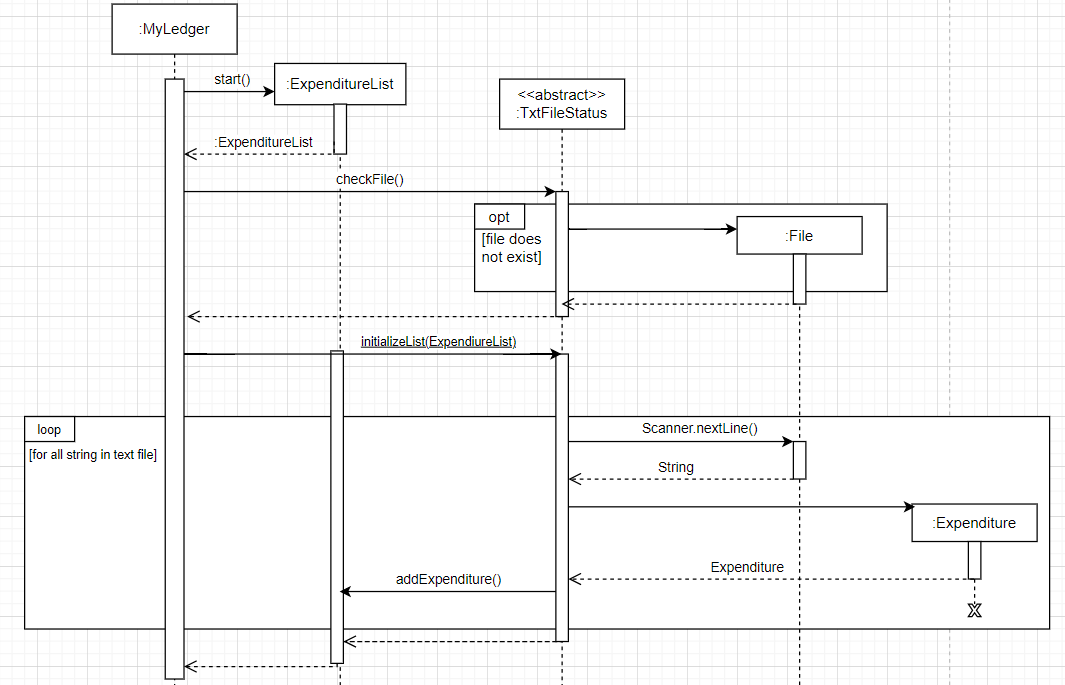 :MyLedger
start()
:ExpenditureList
<<abstract>>
:TxtFileStatus
:ExpenditureList
checkFile()
opt
[file does
not exist]
:File
initializeList(ExpendiureList)
loop
[for all string in text file]
Scanner.nextLine()
String
:Expenditure
Expenditure
addExpenditure()
X